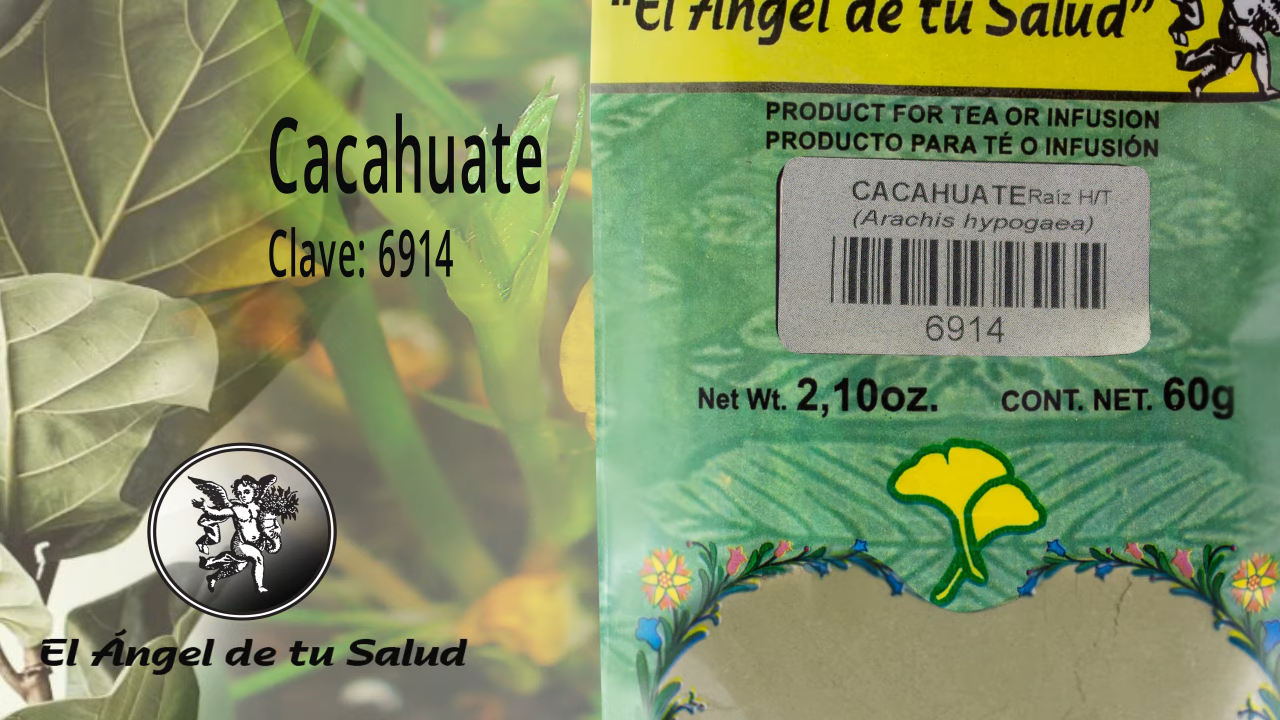 Cacahuate
Clave: 6914
El Ángel de tu Salud
"El Ángel de tu Salud"
PRODUCT FOR TEA OR INFUSION
PRODUCTO PARA TÉ O INFUSIÓN
CACAHUATE Raíz H/T
(Arachis hypogaea)
6914
Net Wt. 2,10oz. CONT. NET. 60g